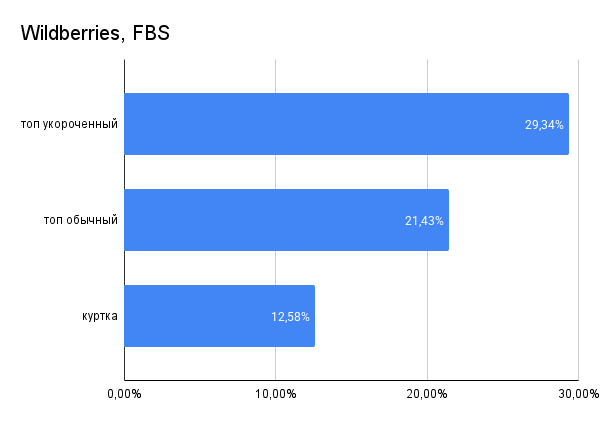 Wildberries, FBS
топ укороченный
29,34%
топ обычный
21,43%
куртка
12,58%
0,00%
10,00%
20,00%
30,00%